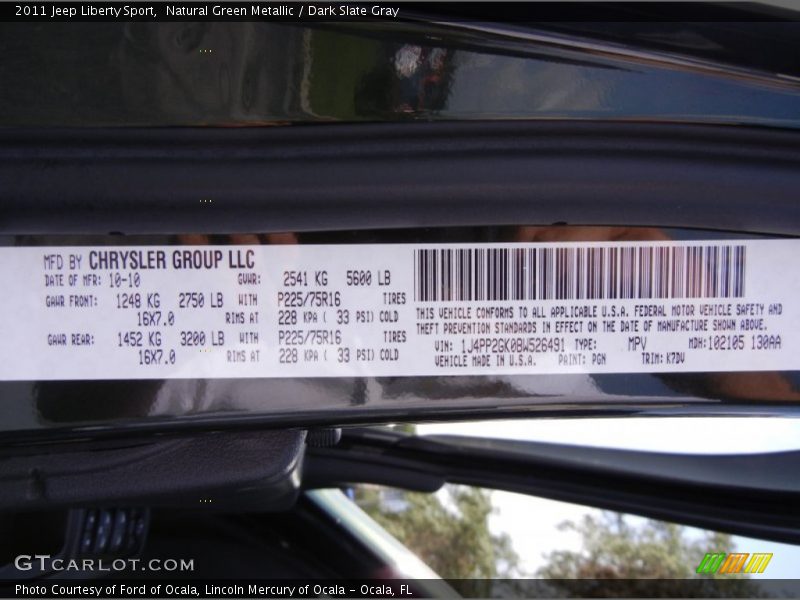 2011 Jeep Liberty Sport,  Natural Green Metallic / Dark Slate Gray
MFD BY CHRYSLER GROUP LLC
DATE OF MFR: 10-10 GVWR: 2541 KG 5600 LB
GAWR FRONT: 1248 KG 2750 LB WITH P225/75R16 TIRES
16X7.0 RIMS AT 228 KPA ( 33 PSI) COLD
GAWR REAR: 1452 KG 3200 LB WITH P225/75R16 TIRES
16X7.0 RIMS AT 228 KPA ( 33 PSI) COLD
THIS VEHICLE CONFORMS TO ALL APPLICABLE U.S.A. FEDERAL MOTOR VEHICLE SAFETY AND
THEFT PREVENTION STANDARDS IN EFFECT ON THE DATE OF MANUFACTURE SHOWN ABOVE.
VIN: 1J4PP2GK0BW526491 TYPE: MPV MDH:102105 130AA
VEHICLE MADE IN U.S.A. PAINT: PGN TRIM: K7DV
GTCARLOT.COM
Photo Courtesy of Ford of Ocala, Lincoln Mercury of Ocala - Ocala, FL